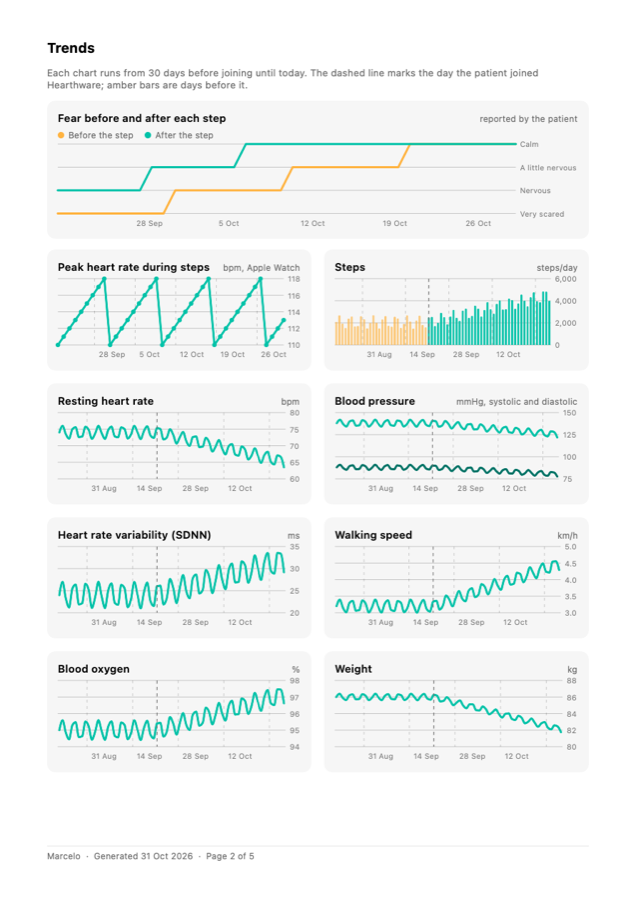 Trends
Each chart runs from 30 days before joining until today. The dashed line marks the day the patient joined
Hearthware; amber bars are days before it.
Fear before and after each step
reported by the patient
Before the step
After the step
Calm
A little nervous
Nervous
Very scared
28 Sep
5 Oct
12 Oct
19 Oct
26 Oct
Peak heart rate during steps
bpm, Apple Watch
118
116
114
112
110
28 Sep
5 Oct
12 Oct
19 Oct
26 Oct
Steps
steps/day
6,000
4,000
2,000
0
31 Aug
14 Sep
28 Sep
12 Oct
Resting heart rate
bpm
80
75
70
65
60
31 Aug
14 Sep
28 Sep
12 Oct
Blood pressure
mmHg, systolic and diastolic
150
125
100
75
31 Aug
14 Sep
28 Sep
12 Oct
Heart rate variability (SDNN)
ms
35
30
25
20
31 Aug
14 Sep
28 Sep
12 Oct
Walking speed
km/h
5.0
4.5
4.0
3.5
3.0
31 Aug
14 Sep
28 Sep
12 Oct
Blood oxygen
%
98
97
96
95
94
31 Aug
14 Sep
28 Sep
12 Oct
Weight
kg
88
86
84
82
80
31 Aug
14 Sep
28 Sep
12 Oct
Marcelo · Generated 31 Oct 2026 · Page 2 of 5